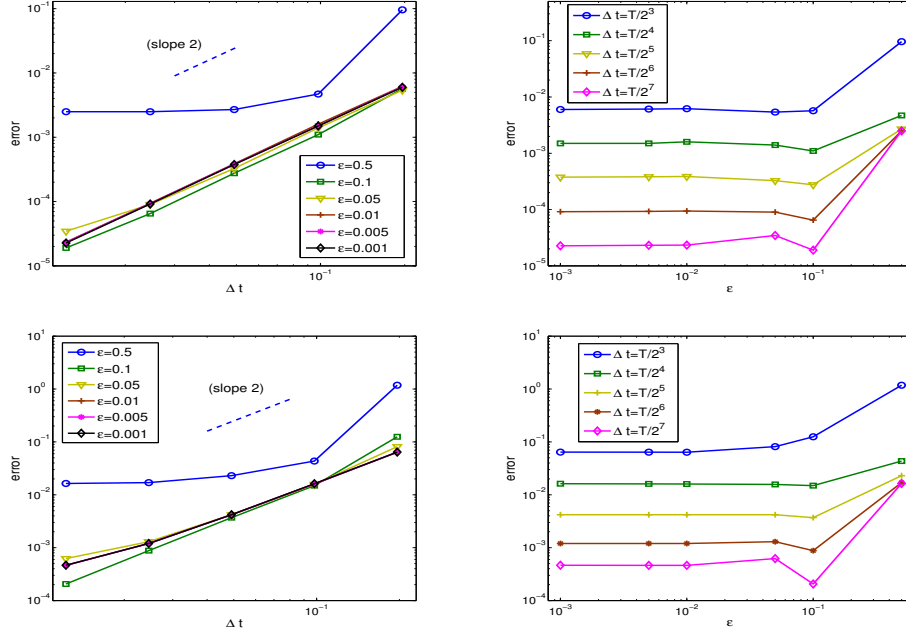 10^{-1}
10^{-2}
10^{-3}
10^{-4}
10^{-5}
error
(slope 2)
ε=0.5
ε=0.1
ε=0.05
ε=0.01
ε=0.005
ε=0.001
10^{-1}
Δ t
10^{-1}
10^{-2}
10^{-3}
10^{-4}
10^{-5}
error
Δ t=T/2^3
Δ t=T/2^4
Δ t=T/2^5
Δ t=T/2^6
Δ t=T/2^7
10^{-3}
10^{-2}
10^{-1}
ε
10^1
10^0
10^{-1}
10^{-2}
10^{-3}
10^{-4}
error
ε=0.5
ε=0.1
ε=0.05
ε=0.01
ε=0.005
ε=0.001
(slope 2)
10^{-1}
Δ t
10^1
10^0
10^{-1}
10^{-2}
10^{-3}
10^{-4}
error
Δ t=T/2^3
Δ t=T/2^4
Δ t=T/2^5
Δ t=T/2^6
Δ t=T/2^7
10^{-3}
10^{-2}
10^{-1}
ε